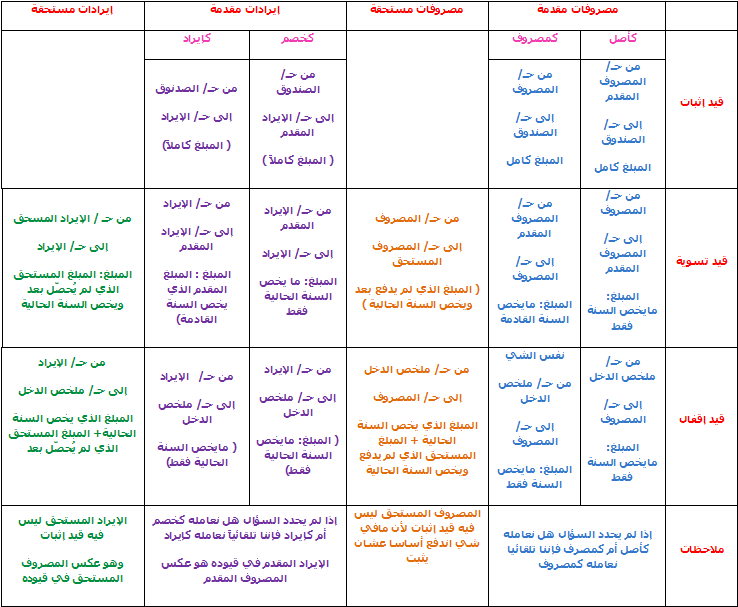 مصروفات مقدمة
مصروفات مستحقة
إيرادات مقدمة
إيرادات مستحقة
كأصل
كمصروف
كخصم
كإيراد
قيد إثبات
من حـ/
المصروف
المقدم
إلى حـ/
الصندوق
المبلغ كامل
من حـ/
المصروف
إلى حـ/
الصندوق
المبلغ كامل
من حـ/
الصندوق
إلى حـ/ الإيراد
المقدم
( المبلغ كاملاً )
من حـ/ الصدنوق
إلى حـ/ الإيراد
(المبلغ كاملاً)
قيد تسوية
من حـ/
المصروف
إلى حـ/
المصروف
المقدم
المبلغ:
مايخص السنة
فقط
من حـ/
المصروف
المقدم
إلى حـ/
المصروف
المبلغ: مايخص
السنة القادمة
من حـ/ المصروف
إلى حـ/ المصروف
المستحق
( المبلغ الذي لم يدفع بعد
ويخص السنة الحالية )
من حـ/ الإيراد
المقدم
إلى حـ/ الإيراد
المبلغ: ما يخص
السنة الحالية
فقط
من حـ/ الإيراد
إلى حـ/ الإيراد
المقدم
المبلغ : المبلغ
المقدم الذي
يخص السنة
القادمة)
من حـ/ الإيراد المسحق
إلى حـ/ الإيراد
المبلغ: المبلغ المستحق
الذي لم يُحصّل بعد
ويخص السنة الحالية
قيد إقفال
من حـ/
ملخص الدخل
إلى حـ/
المصروف
المبلغ:
مايخص السنة
فقط
نفس الشي
من حـ/ ملخص
الدخل
إلى حـ/
المصروف
المبلغ: مايخص
السنة فقط
من حـ/ ملخص الدخل
إلى حـ/ المصروف
المبلغ الذي يخص السنة
الحالية + المبلغ
المستحق الذي لم يدفع
ويخص السنة الحالية
من حـ/ الإيراد
إلى حـ/ ملخص
الدخل
( المبلغ: مايخص
السنة الحالية
فقط)
من حـ/ الإيراد
إلى حـ/ ملخص
الدخل
( مايخص السنة
الحالية فقط)
من حـ/ الإيراد
إلى حـ/ ملخص الدخل
المبلغ الذي يخص السنة
الحالية+ المبلغ المستحق
الذي لم يُحصّل بعد
ملاحظات
إذا لم يحدد السؤال هل نعامله
كأصل أم كمصرف فإننا تلقائيا
نعامله كمصروف
المصروف المستحق ليس
فيه قيد إثبات لأن مافي
شي اندفع أساسا عشان
يثبت
إذا لم يحدد السؤال هل نعامله كخصم
أم كإيراد فإننا تلقائياً نعامله كإيراد
الإيراد المقدم في قيوده هو عكس
المصروف المقدم
الإيراد المستحق ليس
فيه قيد إثبات
وهو عكس المصروف
المستحق في قيوده